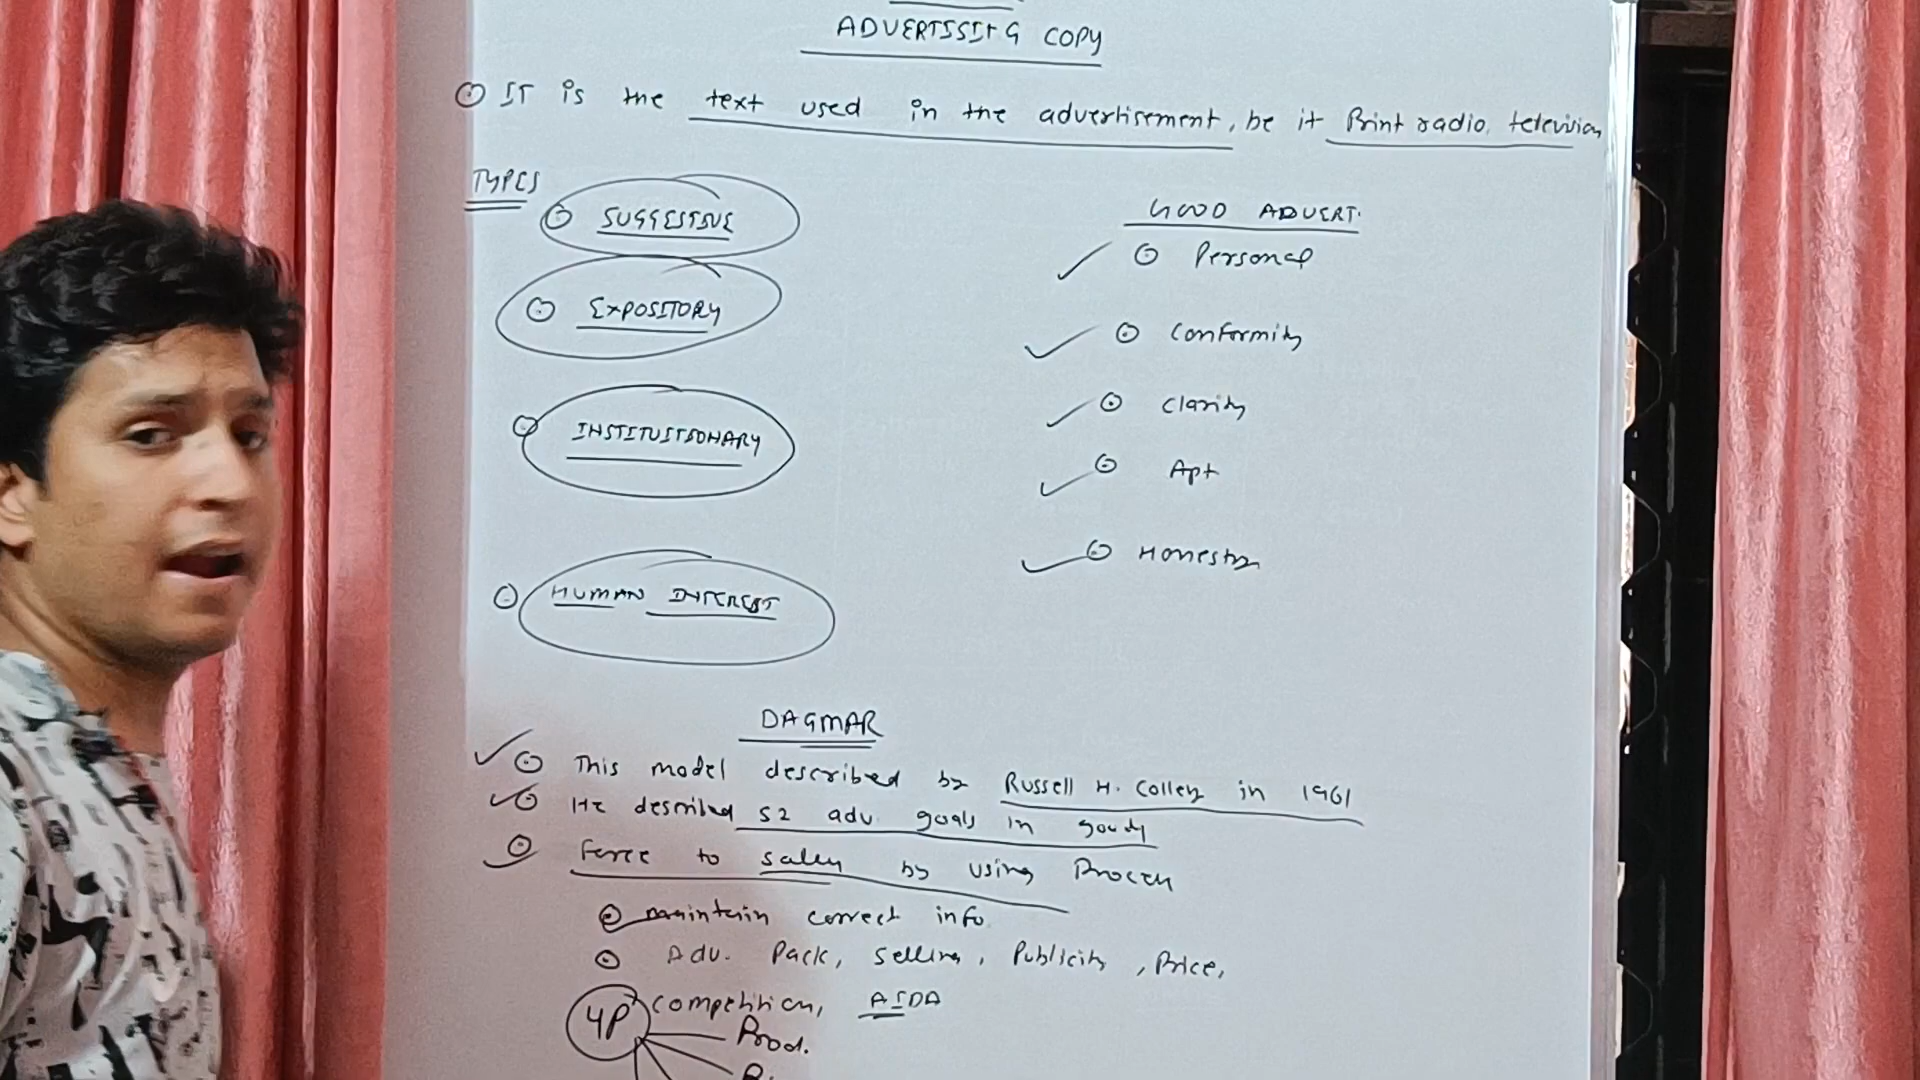 ADVERTISSING COPY
IT is the text used in the advertisement, be it Print radio, television
TYPES
SUGGESTIVE
EXPOSITORY
INSTITUITIONARY
HUMAN INTEREST
GOOD ADVERT.
Personal
Conformity
Clarity
Apt
Honesty
DAGMAR
This model described by Russell H. Colley in 1961
He described 52 adv goals in
Force to sales by using Process
maintain correct info.
Adv. Pack, selling, Publicity, Price,
competition, AIDA
4P
Prod.